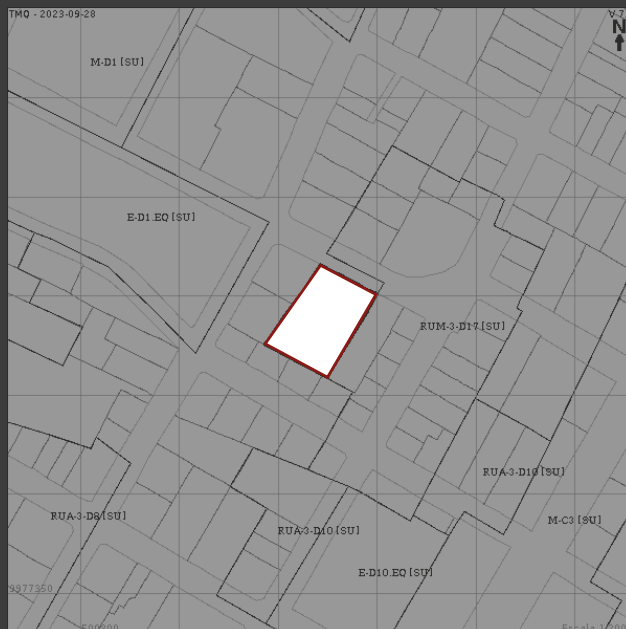 TMQ - 2023-09-28
V-7
N
M-D1 [SU]
E-D1.EQ [SU]
RUM-3-D17 [SU]
RUA-3-D10 [SU]
RUA-3-D8 [SU]
M-C3 [SU]
RUA-3-D10 [SU]
E-D10.EQ [SU]
9977350